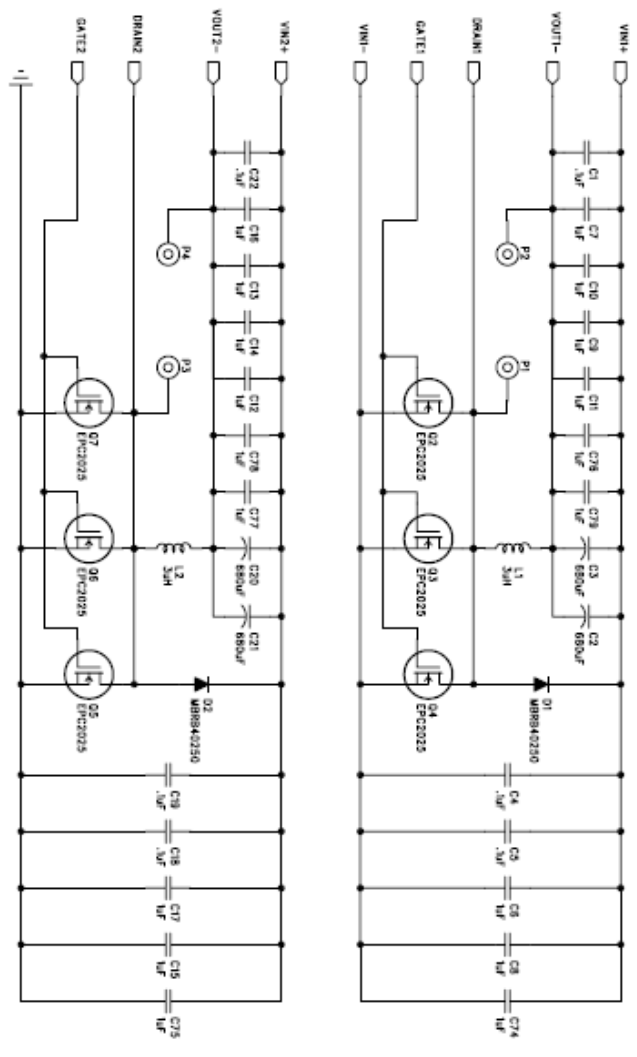 VIN1+
VOUT1-
DRAIN1
GATE1
VIN1-
C1
.1uF
C7
1uF
C10
1uF
C9
1uF
C11
1uF
C76
1uF
C79
1uF
C3
680uF
C2
680uF
P2
P1
L1
3uH
D1
MBRB40250
Q2
EPC2025
Q3
EPC2025
Q4
EPC2025
C4
.1uF
C5
.1uF
C6
1uF
C8
1uF
C74
1uF
VIN2+
VOUT2-
DRAIN2
GATE2
C22
.1uF
C16
1uF
C13
1uF
C14
1uF
C12
1uF
C78
1uF
C77
1uF
C20
680uF
C21
680uF
P4
P3
L2
3uH
D2
MBRB40250
Q7
EPC2025
Q6
EPC2025
Q5
EPC2025
C19
.1uF
C18
.1uF
C17
1uF
C15
1uF
C75
1uF